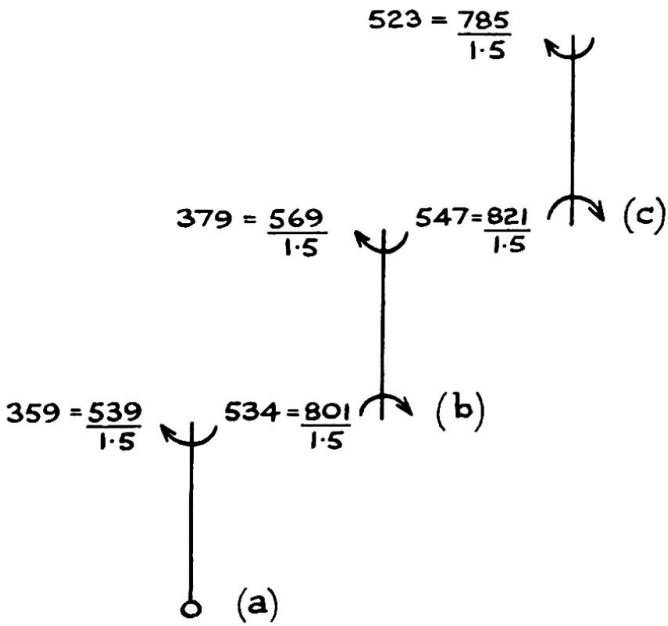 523 = 785
1·5
379 = 569
1·5
547 = 821
1·5
(c)
359 = 539
1·5
534 = 801
1·5
(b)
(a)